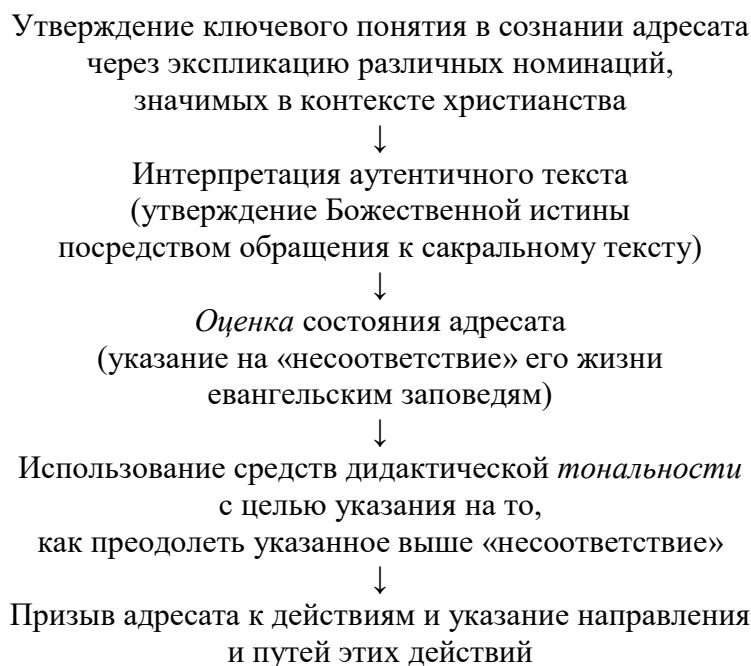 Утверждение ключевого понятия в сознании адресата
через экспликацию различных номинаций,
значимых в контексте христианства
↓
Интерпретация аутентичного текста
(утверждение Божественной истины
посредством обращения к сакральному тексту)
↓
Оценка состояния адресата
(указание на «несоответствие» его жизни
евангельским заповедям)
↓
Использование средств дидактической тональности
с целью указания на то,
как преодолеть указанное выше «несоответствие»
↓
Призыв адресата к действиям и указание направления
и путей этих действий